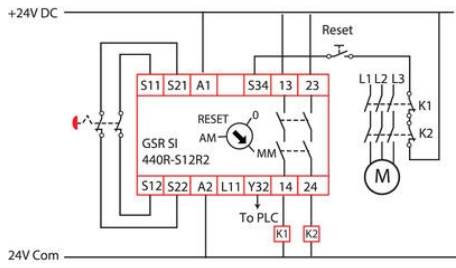 +24V DC
Reset
S11 S21 A1 S34 13 23
L1 L2 L3
K1
K2
RESET 0
AM
MM
GSR SI
440R-S12R2
M
S12 S22 A2 L11 Y32 14 24
To PLC
K1 K2
24V Com